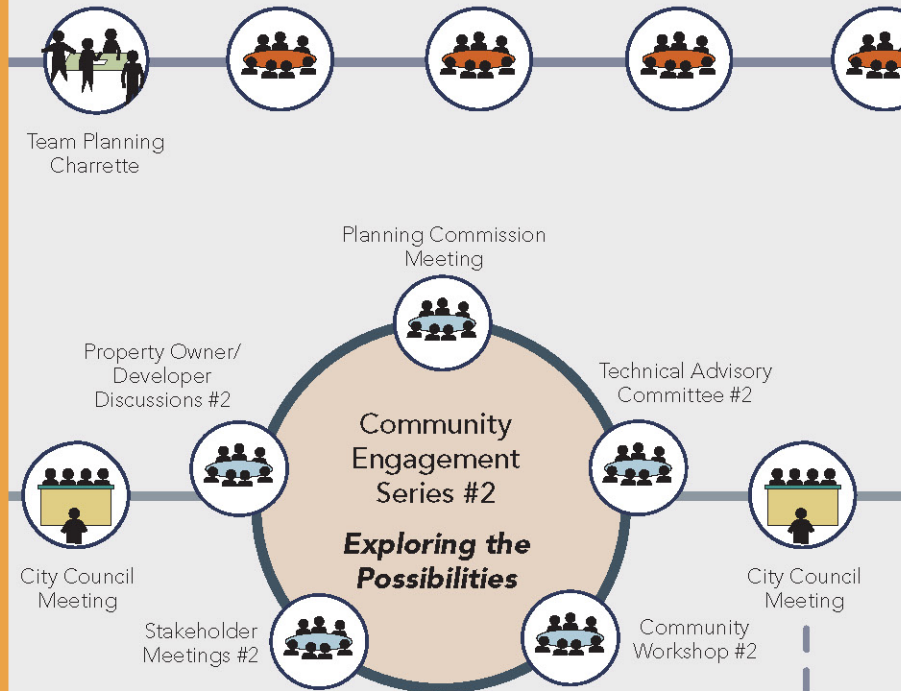 Team Planning
Charrette
Planning Commission
Meeting
Property Owner/
Developer
Discussions #2
Technical Advisory
Committee #2
Community
Engagement
Series #2
Exploring the
Possibilities
City Council
Meeting
City Council
Meeting
Stakeholder
Meetings #2
Community
Workshop #2